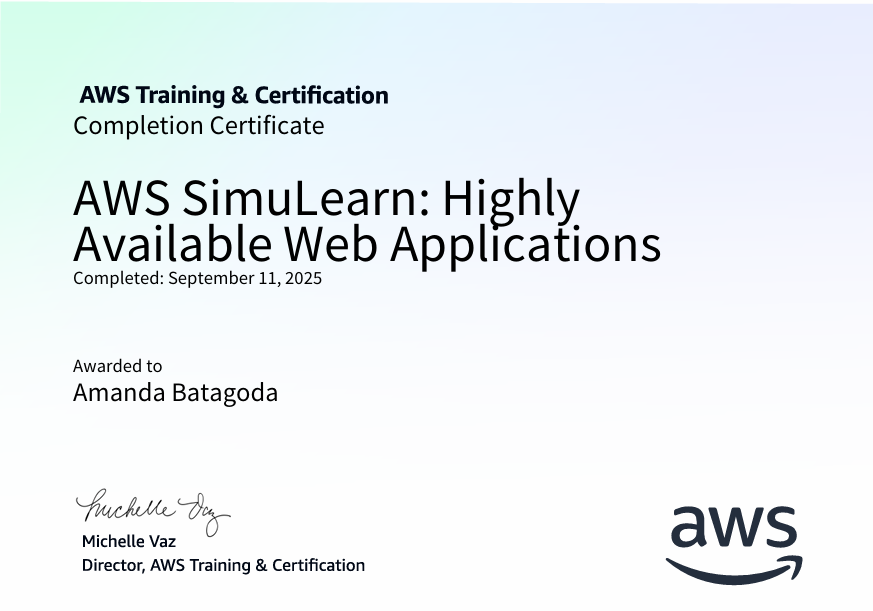 AWS Training & Certification
Completion Certificate
AWS SimuLearn: Highly
Available Web Applications
Completed: September 11, 2025
Awarded to
Amanda Batagoda
Michelle Vaz
Michelle Vaz
Director, AWS Training & Certification
aws